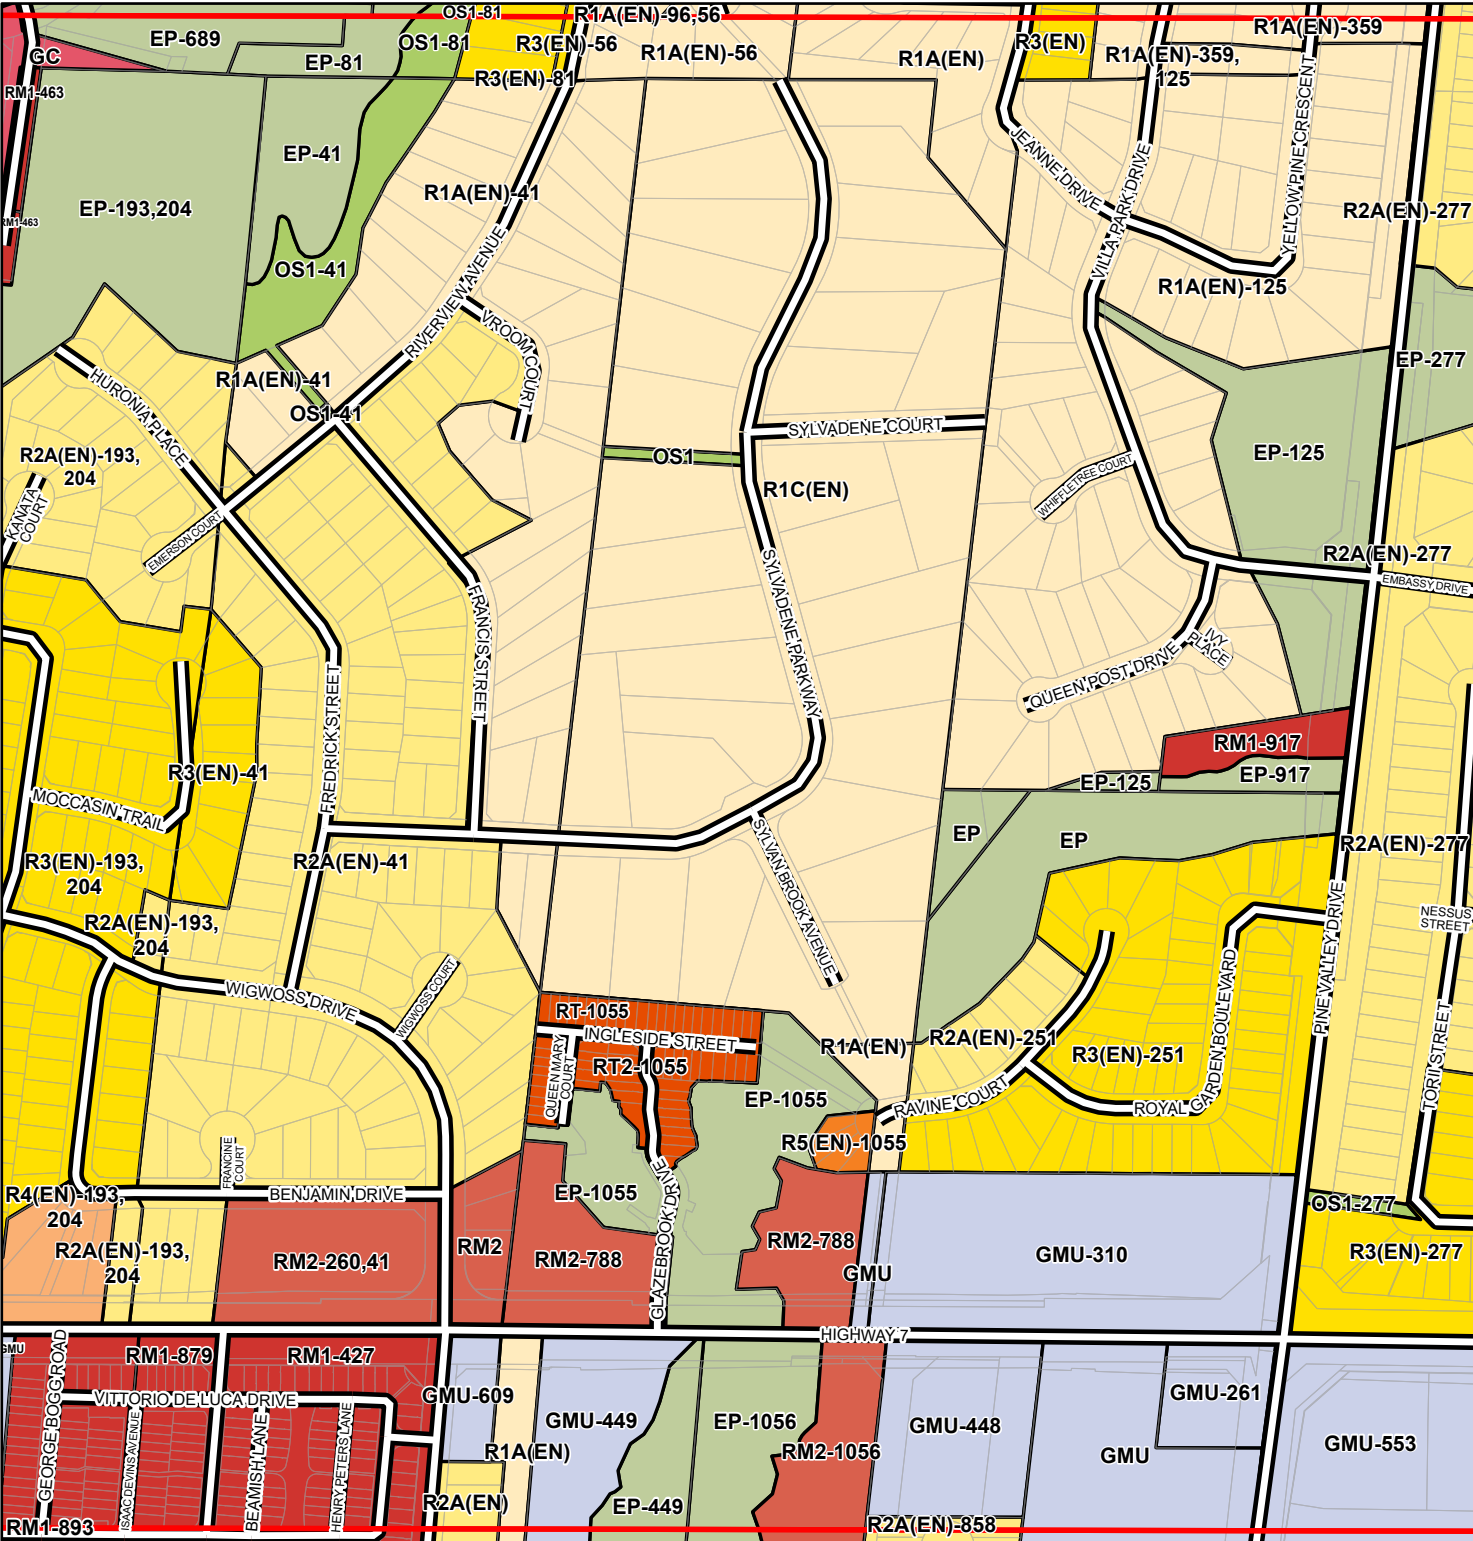 OS1-81
R1A(EN)-96,56
R1A(EN)-359
EP-689
OS1-81
R3(EN)-56
R1A(EN)-56
R1A(EN)
R3(EN)
R1A(EN)-359,
125
GC
EP-81
R3(EN)-81
RM1-463
EP-41
YELLOW PINE CRESCENT
JEANNE DRIVE
VILLA PARK DRIVE
R1A(EN)-41
EP-193,204
R2A(EN)-277
RM1-463
OS1-41
RIVERVIEW AVENUE
R1A(EN)-125
VROOM COURT
EP-277
HURONIA PLACE
R1A(EN)-41
OS1-41
SYLVADENE COURT
R2A(EN)-193,
204
OS1
EP-125
WHIFFLETREE COURT
R1C(EN)
KANATA
COURT
EMERSON COURT
R2A(EN)-277
EMBASSY DRIVE
FRANCIS STREET
SYLVADENE PARKWAY
IVY
PLACE
QUEEN POST DRIVE
FREDRICK STREET
RM1-917
R3(EN)-41
EP-917
EP-125
MOCCASIN TRAIL
EP
EP
R2A(EN)-277
R3(EN)-193,
204
R2A(EN)-41
SYLVAN BROOK AVENUE
R2A(EN)-193,
204
NESSUS
STREET
PINE VALLEY DRIVE
WIGWOSS DRIVE
WIGWOSS COURT
RT-1055
INGLESIDE STREET
R1A(EN)
R2A(EN)-251
R3(EN)-251
ROYAL GARDEN BOULEVARD
TORII STREET
QUEEN MARY
COURT
RT2-1055
EP-1055
RAVINE COURT
R5(EN)-1055
FRANCINE
COURT
R4(EN)-193,
204
BENJAMIN DRIVE
EP-1055
GLAZEBROOK DRIVE
OS1-277
R2A(EN)-193,
204
RM2-260,41
RM2
RM2-788
RM2-788
GMU
GMU-310
R3(EN)-277
HIGHWAY 7
GMU
RM1-879
RM1-427
GEORGE BOGG ROAD
VITTORIO DE LUCA DRIVE
GMU-609
GMU-449
EP-1056
GMU-448
GMU-261
ISAAC DEVINS AVENUE
BEAMISH LANE
HENRY PETERS LANE
R1A(EN)
RM2-1056
GMU
GMU-553
R2A(EN)
EP-449
RM1-893
R2A(EN)-858